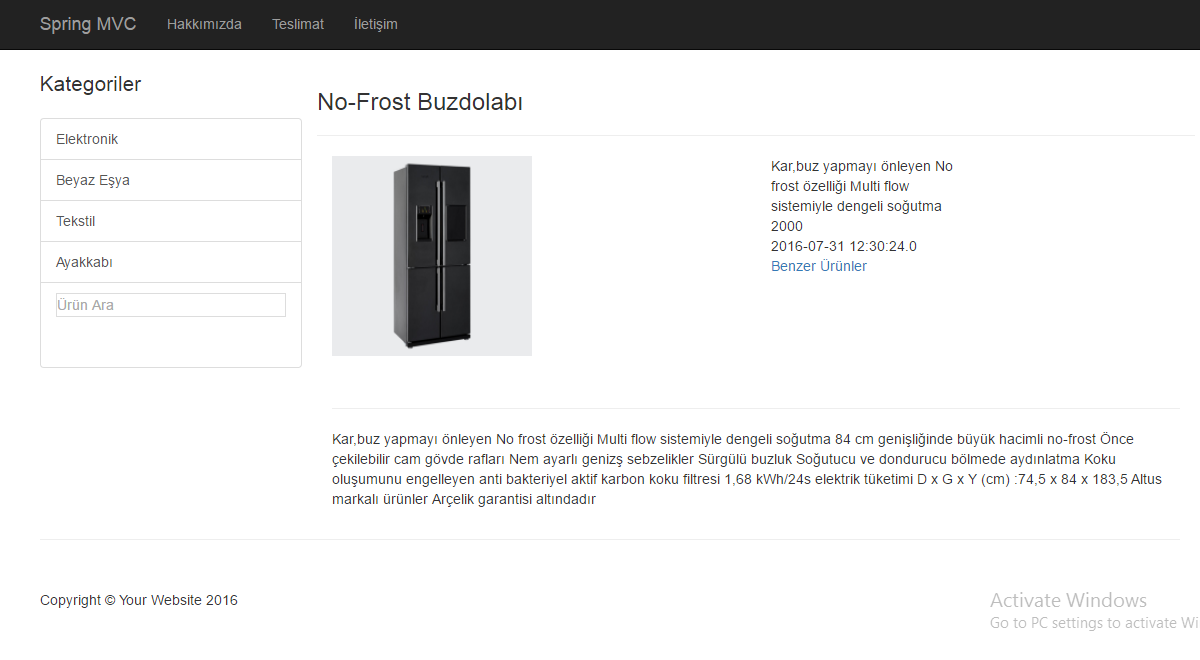 Spring MVC Hakkımızda Teslimat İletişim
Kategoriler
Elektronik
Beyaz Eşya
Tekstil
Ayakkabı
Ürün Ara
No-Frost Buzdolabı
Kar,buz yapmayı önleyen No
frost özelliği Multi flow
sistemiyle dengeli soğutma
2000
2016-07-31 12:30:24.0
Benzer Ürünler
Kar,buz yapmayı önleyen No frost özelliği Multi flow sistemiyle dengeli soğutma 84 cm genişliğinde büyük hacimli no-frost Önce
çekilebilir cam gövde rafları Nem ayarlı genizş sebzelikler Sürgülü buzluk Soğutucu ve dondurucu bölmede aydınlatma Koku
oluşumunu engelleyen anti bakteriyel aktif karbon koku filtresi 1,68 kWh/24s elektrik tüketimi D x G x Y (cm) :74,5 x 84 x 183,5 Altus
markalı ürünler Arçelik garantisi altındadır
Copyright © Your Website 2016
Activate Windows
Go to PC settings to activate Wi